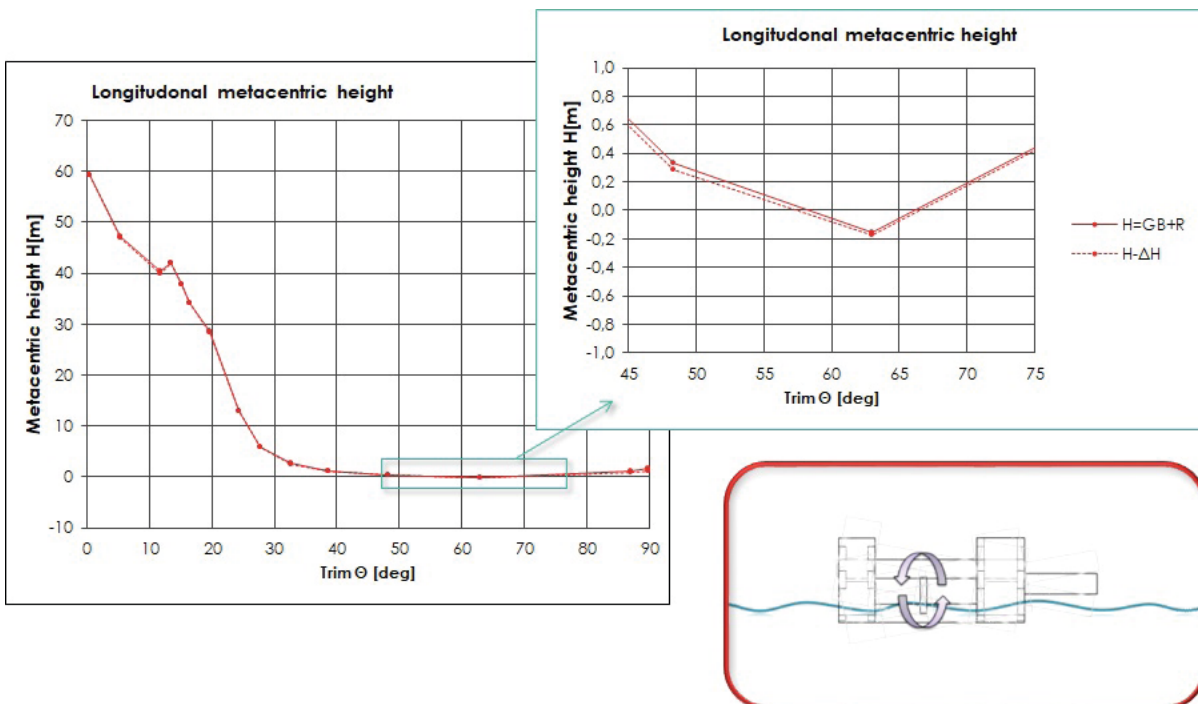 Longitudonal metacentric height
Metacentric height H[m]
70
60
50
40
30
20
10
0
-10
0 10 20 30 40 50 60 70 80 90
Trim Θ [deg]
Longitudonal metacentric height
Metacentric height H[m]
1,0
0,8
0,6
0,4
0,2
0,0
-0,2
-0,4
-0,6
-0,8
-1,0
45 50 55 60 65 70 75
Trim Θ [deg]
H=GB+R
H-ΔH